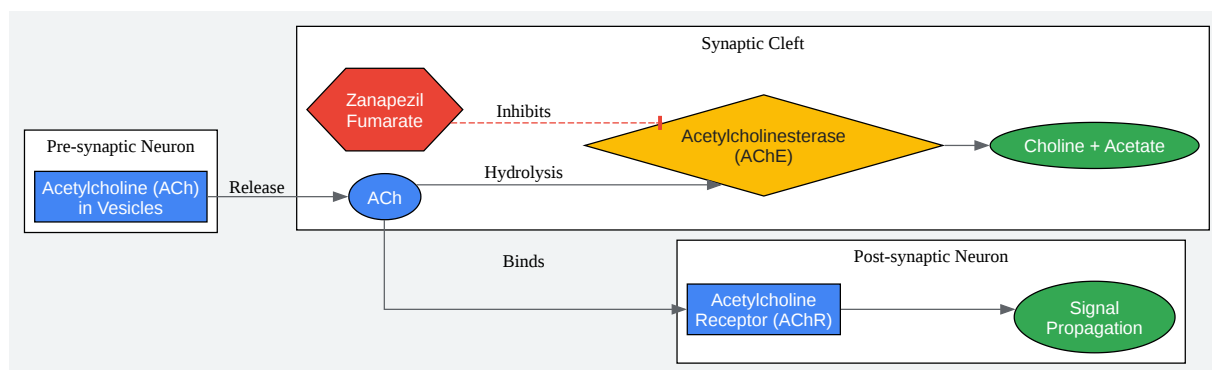 Synaptic Cleft
Zanapezil
Fumarate
Inhibits
Acetylcholinesterase
(AChE)
Choline + Acetate
Pre-synaptic Neuron
Acetylcholine (ACh)
in Vesicles
Release
ACh
Hydrolysis
Binds
Post-synaptic Neuron
Acetylcholine
Receptor (AChR)
Signal
Propagation